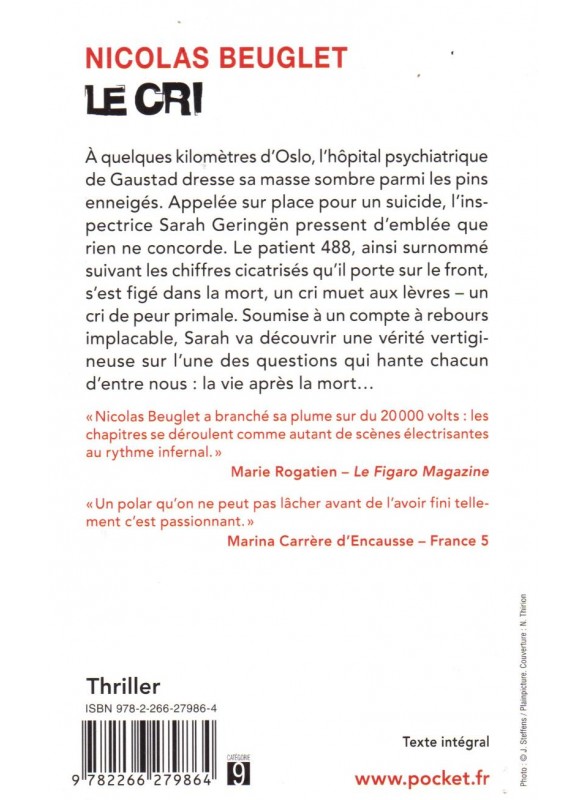 NICOLAS BEUGLET
LE CRI
À quelques kilomètres d'Oslo, l'hôpital psychiatrique
de Gaustad dresse sa masse sombre parmi les pins
enneigés. Appelée sur place pour un suicide, l'ins-
pectrice Sarah Geringën pressent d'emblée que
rien ne concorde. Le patient 488, ainsi surnommé
suivant les chiffres cicatrisés qu'il porte sur le front,
s'est figé dans la mort, un cri muet aux lèvres – un
cri de peur primale. Soumise à un compte à rebours
implacable, Sarah va découvrir une vérité vertigi-
neuse sur l'une des questions qui hante chacun
d'entre nous : la vie après la mort…
« Nicolas Beuglet a branché sa plume sur du 20 000 volts : les
chapitres se déroulent comme autant de scènes électrisantes
au rythme infernal. »
Marie Rogatien – Le Figaro Magazine
« Un polar qu'on ne peut pas lâcher avant de l'avoir fini telle-
ment c'est passionnant. »
Marina Carrère d'Encausse – France 5
Photo : © J. Steffens / Plainpicture. Couverture : N. Thirion
Thriller
ISBN 978-2-266-27986-4
9 782266 279864
CATÉGORIE
9
Texte intégral
www.pocket.fr